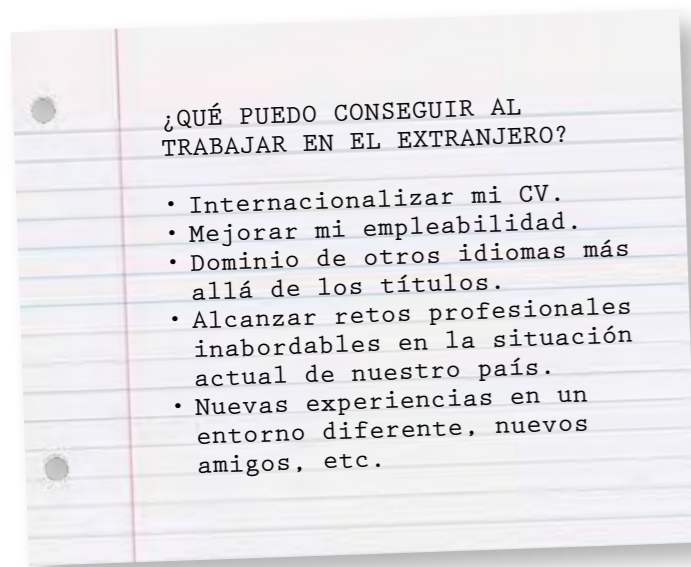 ¿QUÉ PUEDO CONSEGUIR AL
TRABAJAR EN EL EXTRANJERO?
• Internacionalizar mi CV.
• Mejorar mi empleabilidad.
• Dominio de otros idiomas más
allá de los títulos.
• Alcanzar retos profesionales
inabordables en la situación
actual de nuestro país.
• Nuevas experiencias en un
entorno diferente, nuevos
amigos, etc.